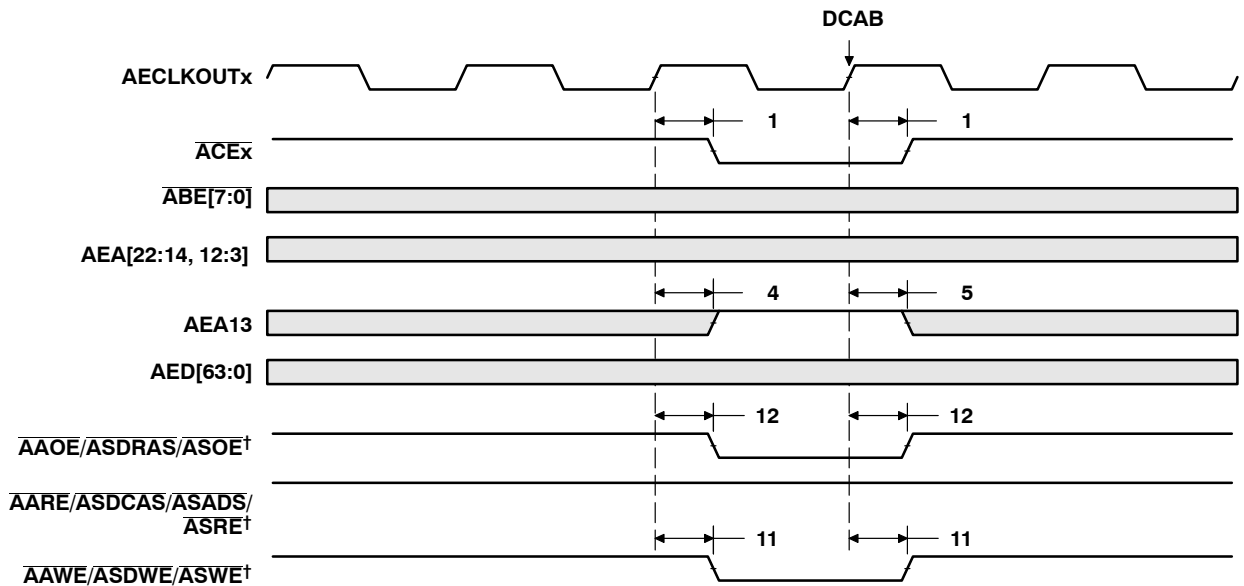 DCAB
AECLKOUTx
1 1
ACEx
ABE[7:0]
AEA[22:14, 12:3]
4 5
AEA13
AED[63:0]
12 12
AAOE/ASDRAS/ASOE†
AARE/ASDCAS/ASADS/
ASRE†
11 11
AAWE/ASDWE/ASWE†